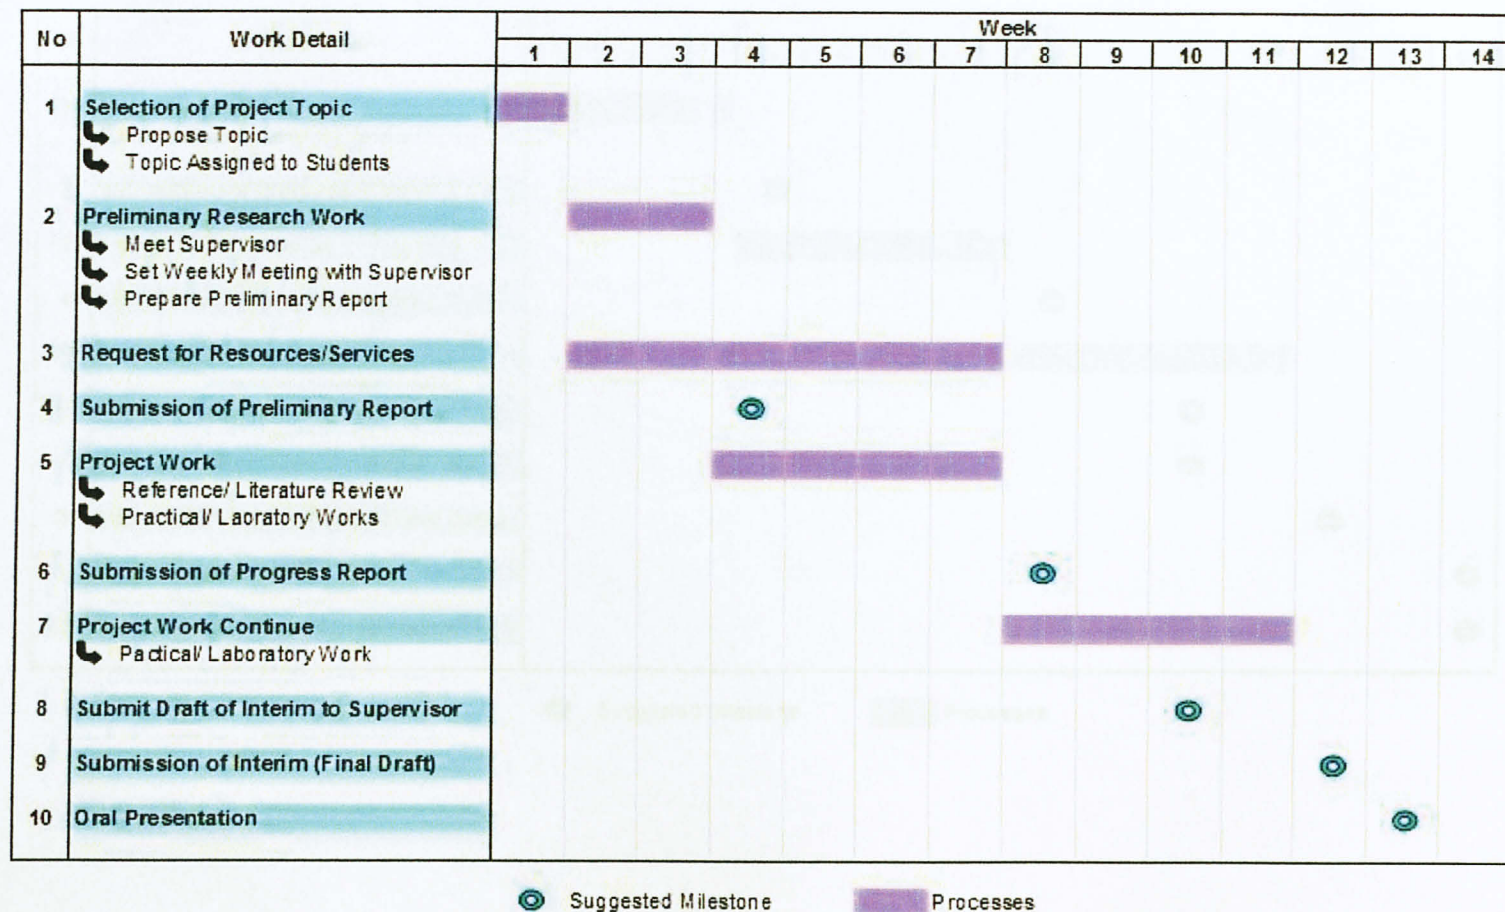 No Work Detail Week
1 2 3 4 5 6 7 8 9 10 11 12 13 14
1 Selection of Project Topic
Propose Topic
Topic Assigned to Students
2 Preliminary Research Work
Meet Supervisor
Set Weekly Meeting with Supervisor
Prepare Preliminary Report
3 Request for Resources/Services
4 Submission of Preliminary Report
5 Project Work
Reference/ Literature Review
Practical/ Laoratory Works
6 Submission of Progress Report
7 Project Work Continue
Pactical/ Laboratory Work
8 Submit Draft of Interim to Supervisor
9 Submission of Interim (Final Draft)
10 Oral Presentation
Suggested Milestone Processes